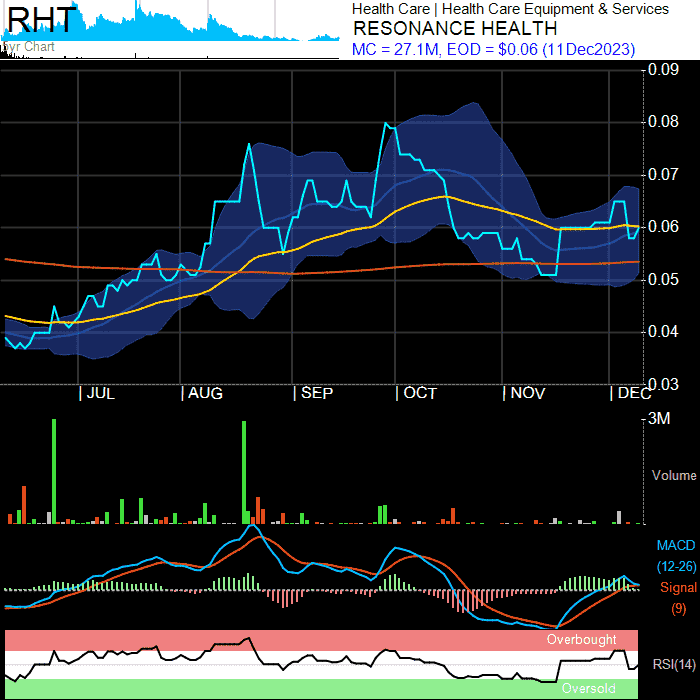 RHT
Health Care | Health Care Equipment & Services
RESONANCE HEALTH
MC = 27.1M, EOD = $0.06 (11Dec2023)
yr Chart
0.09
0.08
0.07
0.06
0.05
0.04
0.03
| JUL | AUG | SEP | OCT | NOV | DEC
3M
Volume
MACD
(12-26)
Signal
(9)
Overbought
RSI(14)
Oversold